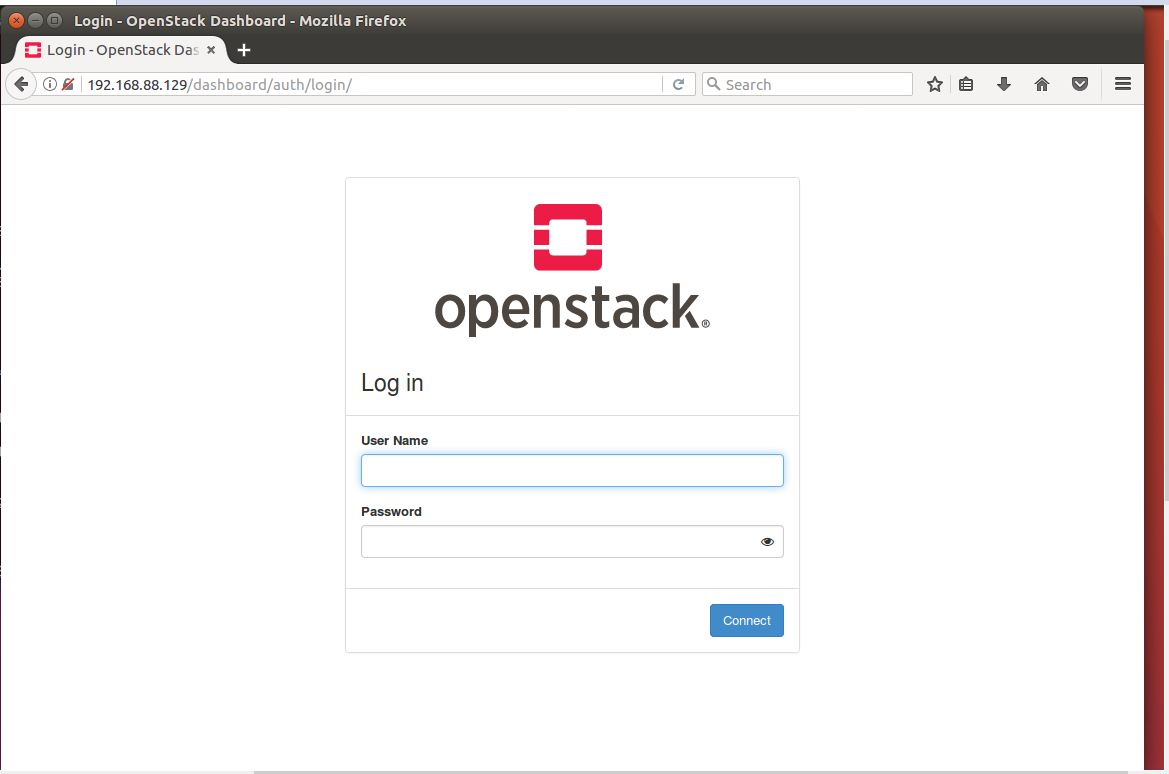 Login - OpenStack Dashboard - Mozilla Firefox
Login - OpenStack Das
192.168.88.129/dashboard/auth/login/
Search
openstack®
Log in
User Name
Password
Connect